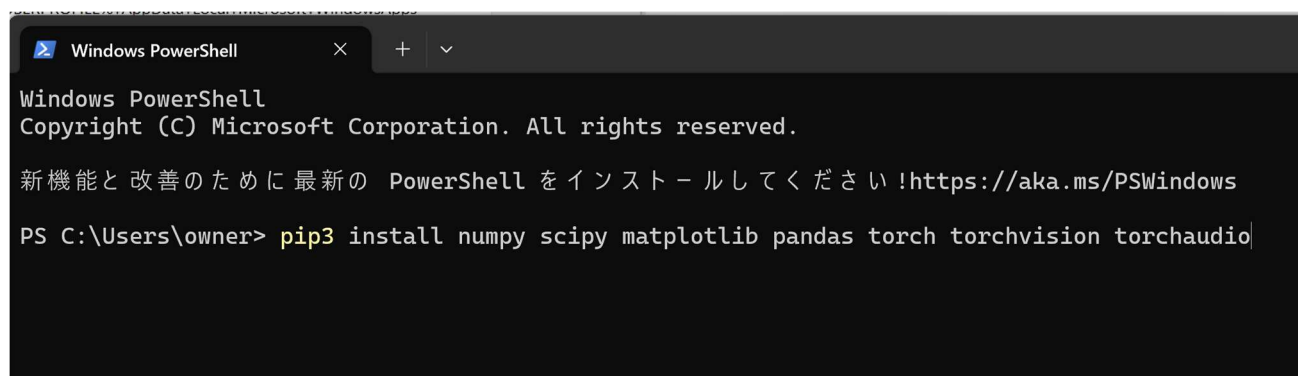 Windows PowerShell
Windows PowerShell
Copyright (C) Microsoft Corporation. All rights reserved.
新機能と改善のために最新の PowerShell をインストールしてください!https://aka.ms/PSWindows
PS C:\Users\owner> pip3 install numpy scipy matplotlib pandas torch torchvision torchaudio